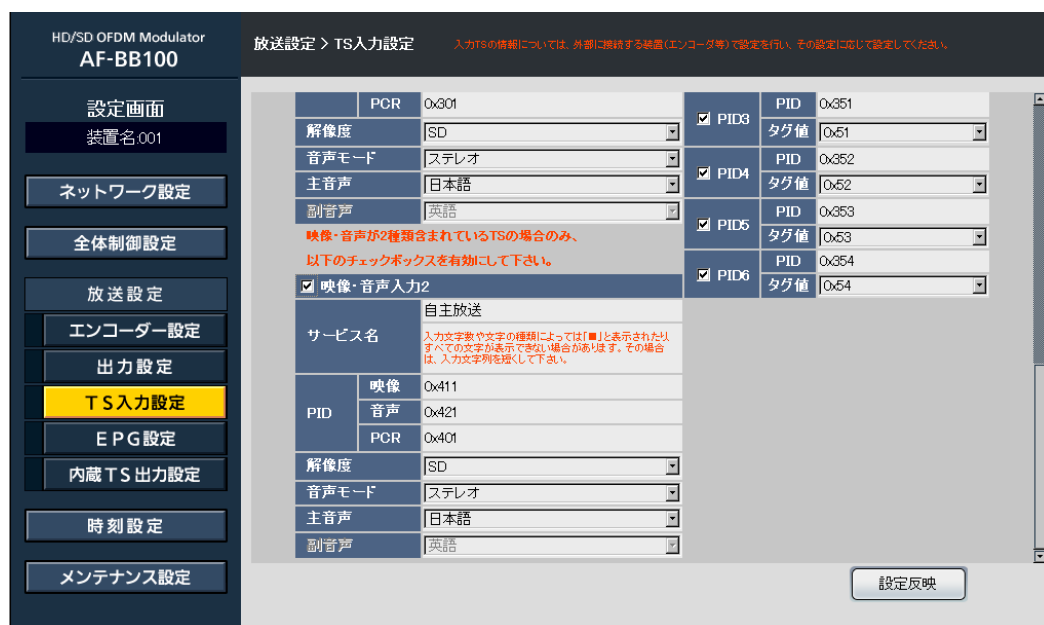 HD/SD OFDM Modulator
AF-BB100
放送設定 > TS入力設定
入力TSの情報については、外部に接続する装置(エンコーダ等)で設定を行い、その設定に応じて設定してください。
設定画面
装置名:001
ネットワーク設定
全体制御設定
放送設定
エンコーダー設定
出力設定
TS入力設定
EPG設定
内蔵TS出力設定
時刻設定
メンテナンス設定
PCR 0x301
解像度 SD
音声モード ステレオ
主音声 日本語
副音声 英語
映像・音声が2種類含まれているTSの場合のみ、
以下のチェックボックスを有効にして下さい。
映像・音声入力2
サービス名 自主放送
入力文字数や文字の種類によっては「■」と表示されたり
すべての文字が表示できない場合があります。その場合
は、入力文字列を短くして下さい。
PID 映像 0x411
音声 0x421
PCR 0x401
解像度 SD
音声モード ステレオ
主音声 日本語
副音声 英語
PID3 PID 0x351
タグ値 0x51
PID4 PID 0x352
タグ値 0x52
PID5 PID 0x353
タグ値 0x53
PID6 PID 0x354
タグ値 0x54
設定反映